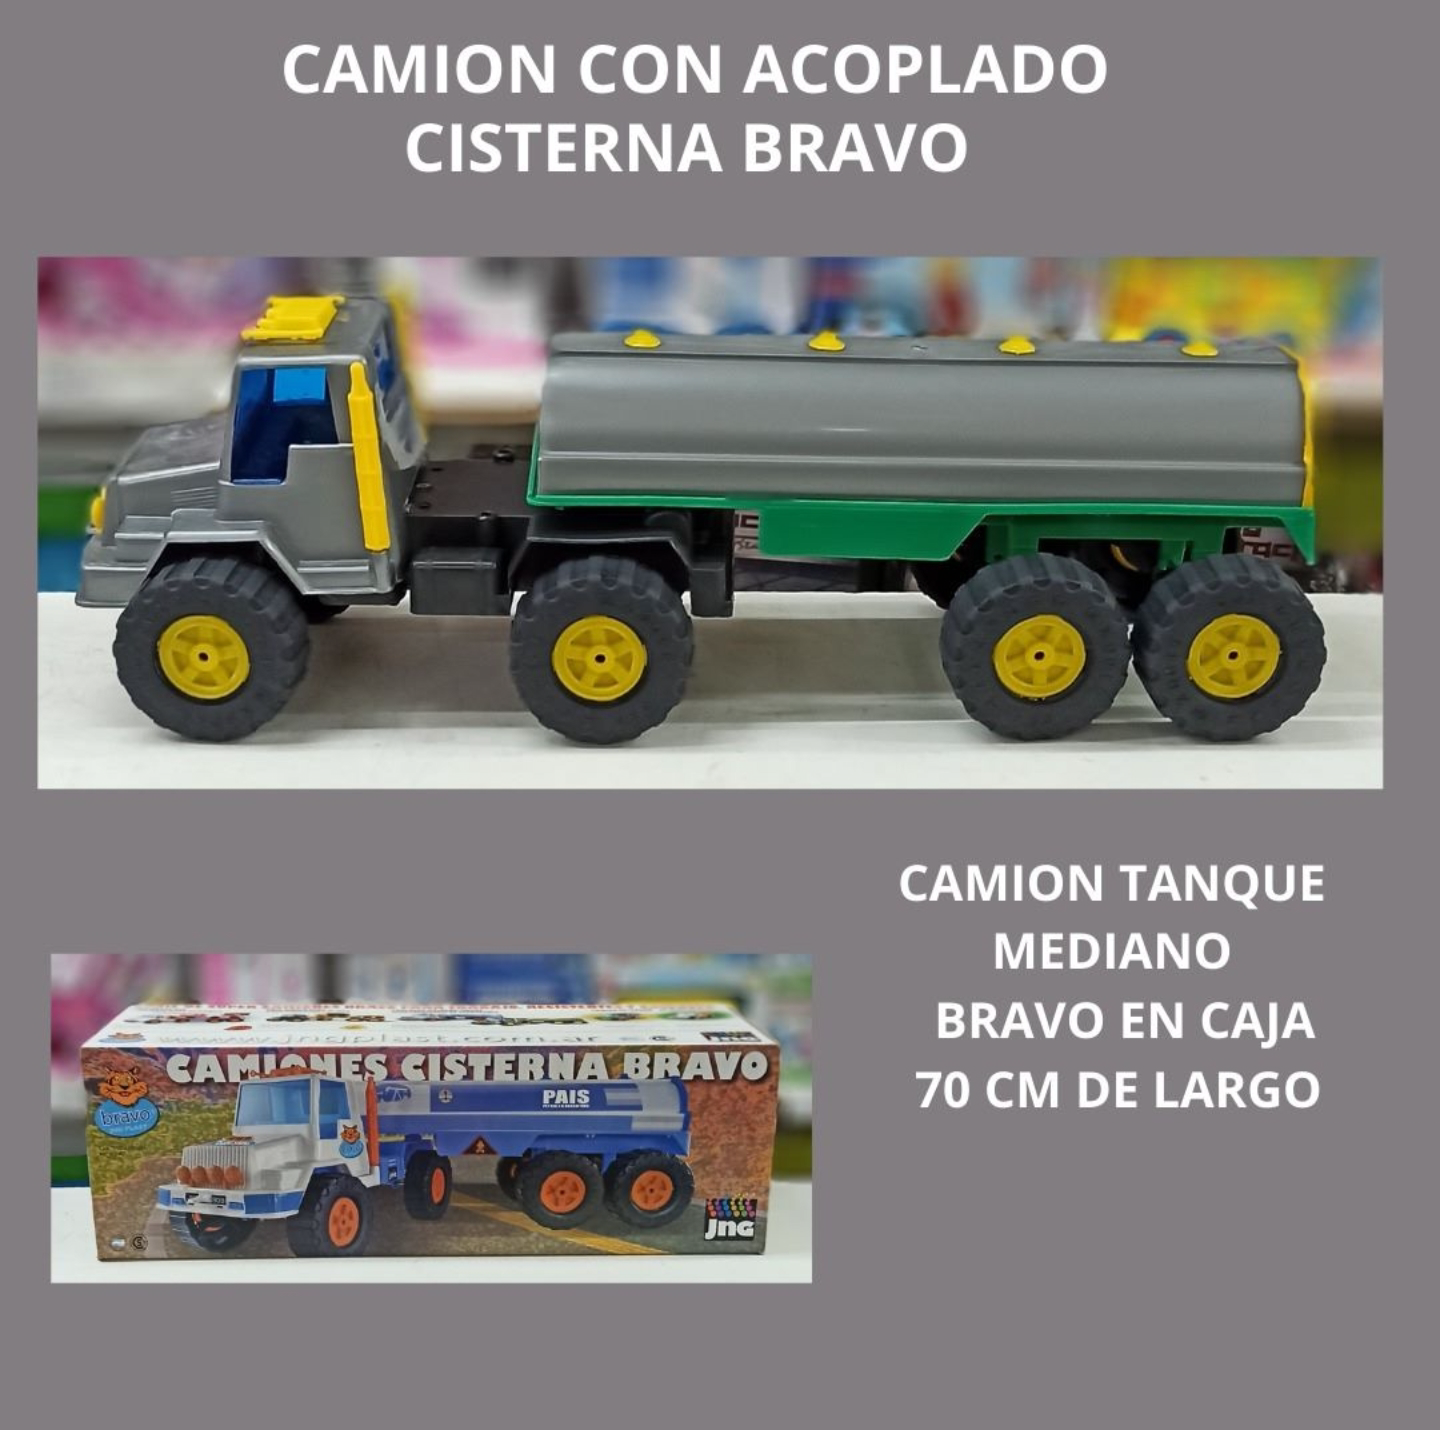 CAMION CON ACOPLADO
CISTERNA BRAVO
CAMION TANQUE
MEDIANO
BRAVO EN CAJA
70 CM DE LARGO
www.jngplast.com.ar
CAMIONES CISTERNA BRAVO
bravo
PAIS
JnG